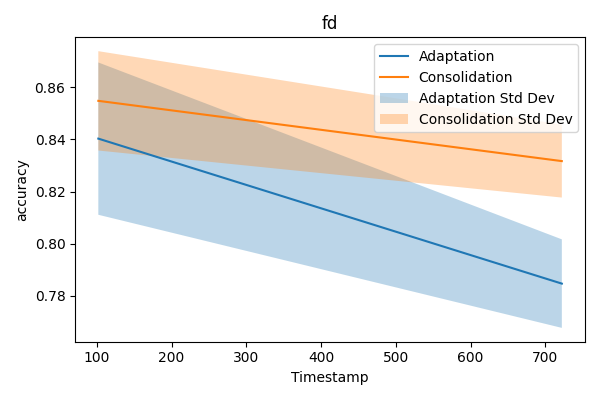 fd
Adaptation
Consolidation
Adaptation Std Dev
Consolidation Std Dev
accuracy
0.86
0.84
0.82
0.80
0.78
100 200 300 400 500 600 700
Timestamp